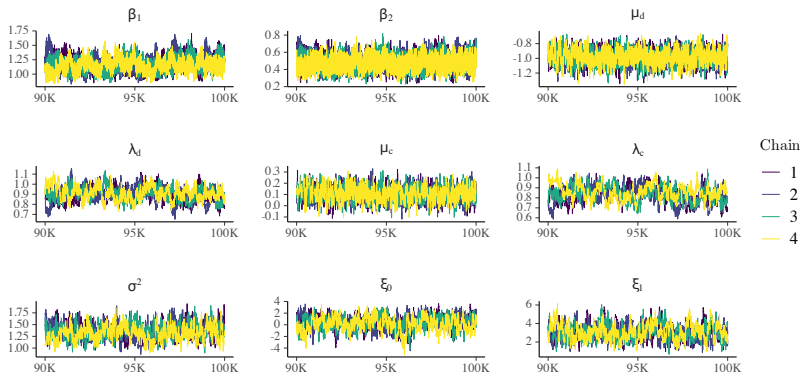 β1 β2 μd
1.75 1.50 1.25 1.00 0.8 0.6 0.4 0.2 -0.8 -1.0 -1.2
90K 95K 100K 90K 95K 100K 90K 95K 100K
λd μc λc
1.1 1.0 0.9 0.8 0.7 0.3 0.2 0.1 0.0 -0.1 1.1 1.0 0.9 0.8 0.7 0.6
90K 95K 100K 90K 95K 100K 90K 95K 100K
Chain
1
2
3
4
σ2 ξ0 ξ1
1.75 1.50 1.25 1.00 4 2 0 -2 -4 6 4 2
90K 95K 100K 90K 95K 100K 90K 95K 100K